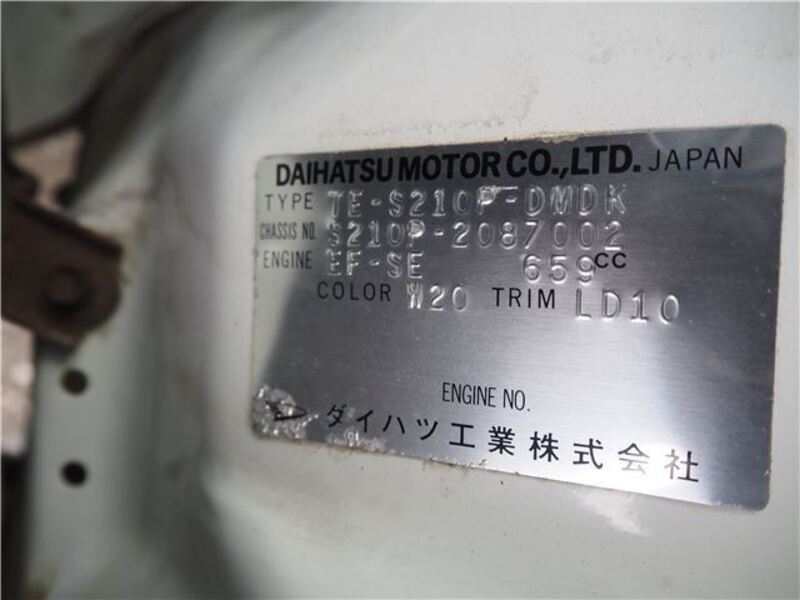 DAIHATSU MOTOR CO.,LTD. JAPAN
TYPE TE-S210P-DMDK
CHASSIS NO. S210P-2087002
ENGINE EF-SE 659CC
COLOR W20 TRIM LD10
ENGINE NO.
ダイハツ工業株式会社